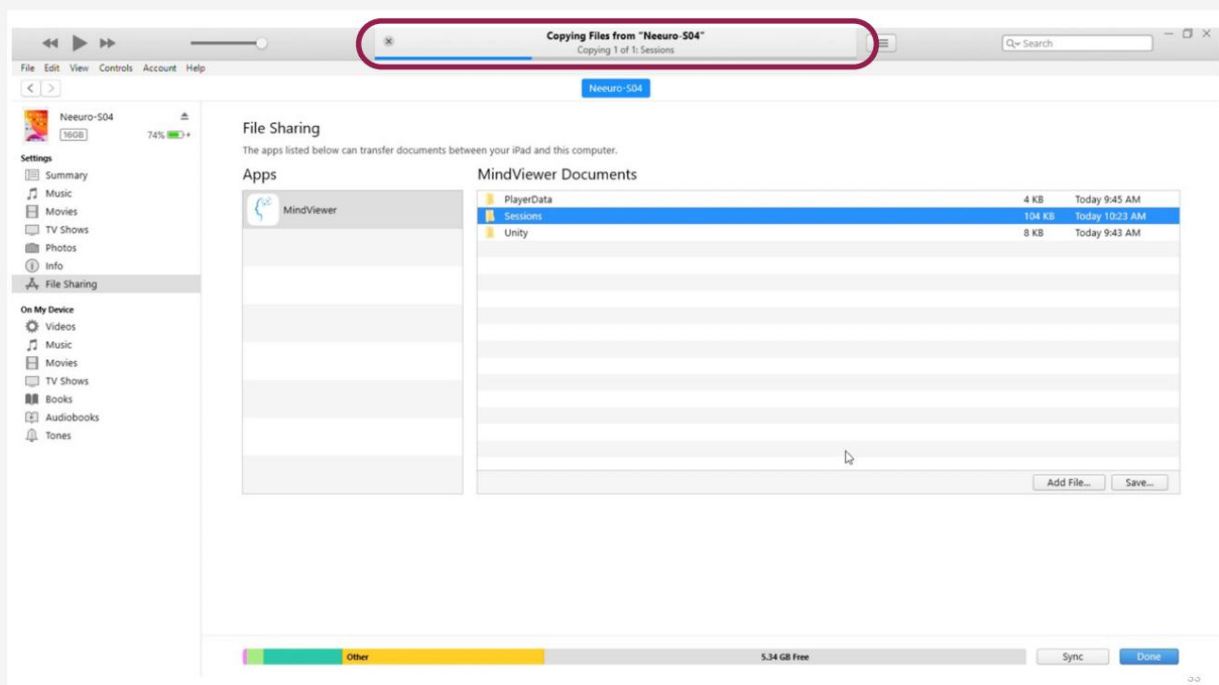 Copying Files from "Neeuro-S04"
Copying 1 of 1: Sessions
Search
File Edit View Controls Account Help
Neeuro-S04
Neeuro-S04
16GB 74%
Settings
Summary
Music
Movies
TV Shows
Photos
Info
File Sharing
On My Device
Videos
Music
Movies
TV Shows
Books
Audiobooks
Tones
File Sharing
The apps listed below can transfer documents between your iPad and this computer.
Apps
MindViewer
MindViewer Documents
PlayerData 4 KB Today 9:45 AM
Sessions 104 KB Today 10:23 AM
Unity 8 KB Today 9:43 AM
Add File... Save...
Other 5.34 GB Free Sync Done